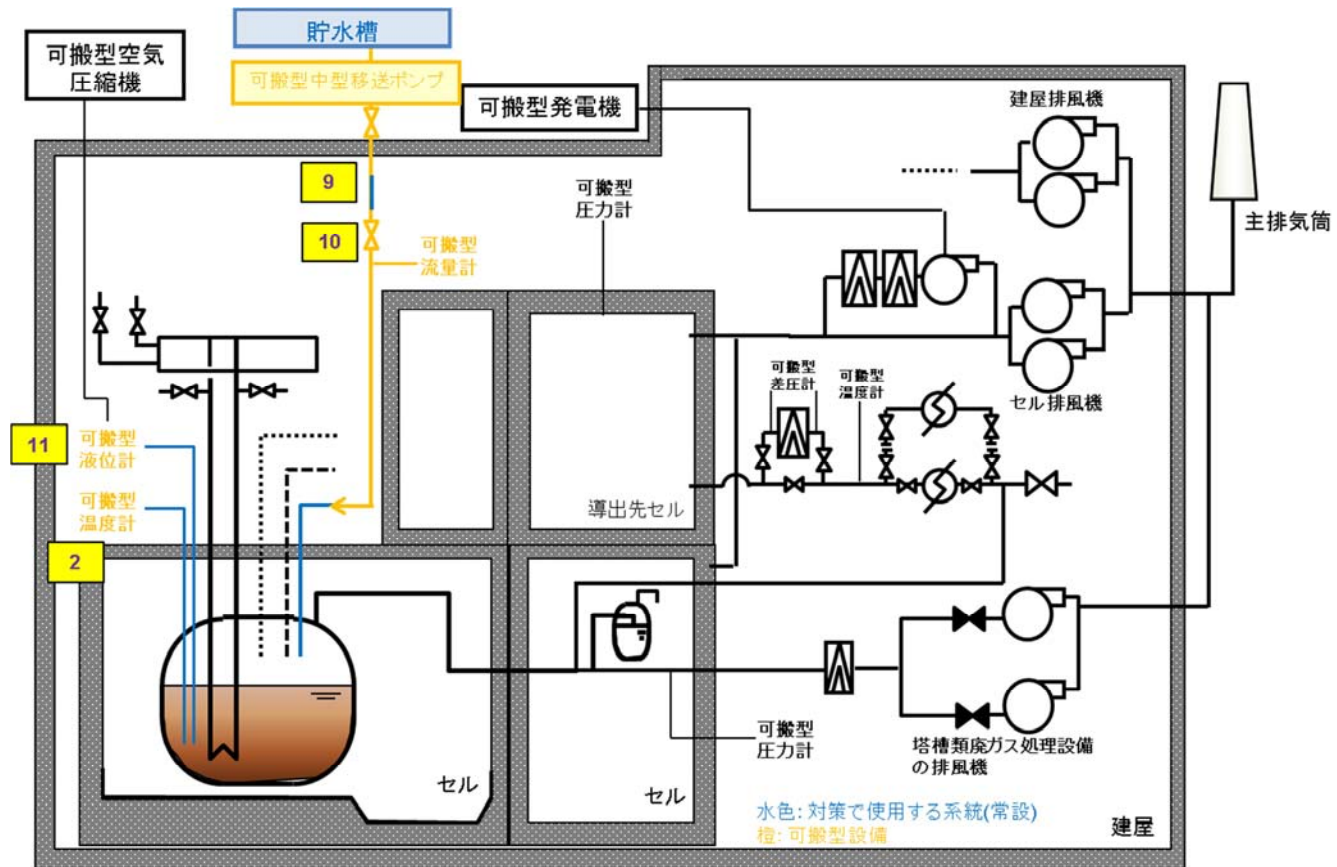 貯水槽
可搬型空気
圧縮機
可搬型中型移送ポンプ
可搬型発電機
建屋排風機
9
可搬型
圧力計
主排気筒
10
可搬型
流量計
可搬型
差圧計
可搬型
温度計
セル排風機
11
可搬型
液位計
可搬型
温度計
導出先セル
2
可搬型
圧力計
塔槽類廃ガス処理設備
の排風機
セル
セル
水色:対策で使用する系統(常設)
橙:可搬型設備
建屋